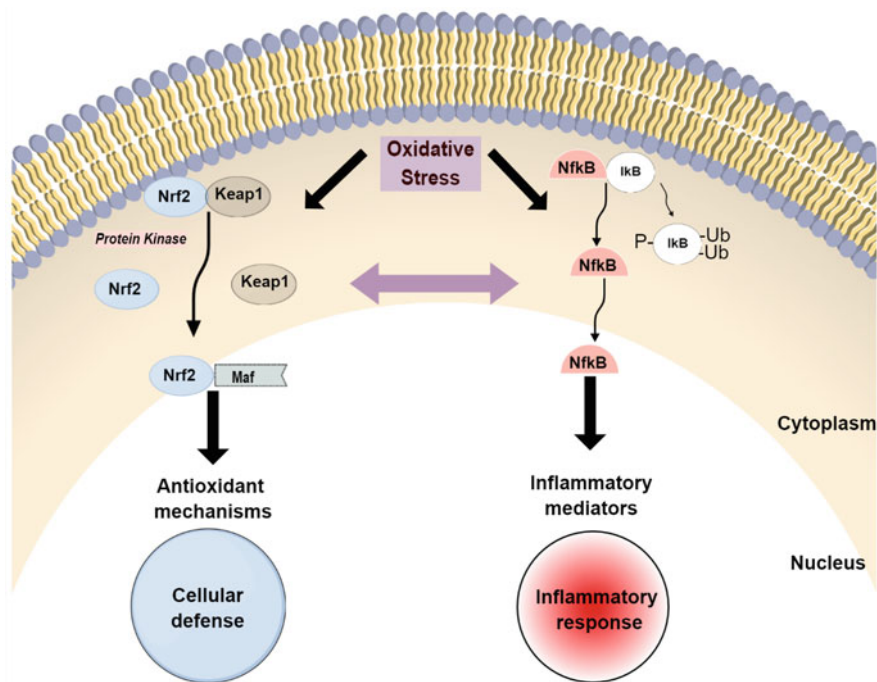 Oxidative
Stress
Nrf2
Keap1
Protein Kinase
Nrf2
Keap1
Nrf2
Maf
Antioxidant
mechanisms
Cellular
defense
NfkB
IkB
P-
IkB
-Ub
-Ub
NfkB
NfkB
Inflammatory
mediators
Inflammatory
response
Cytoplasm
Nucleus